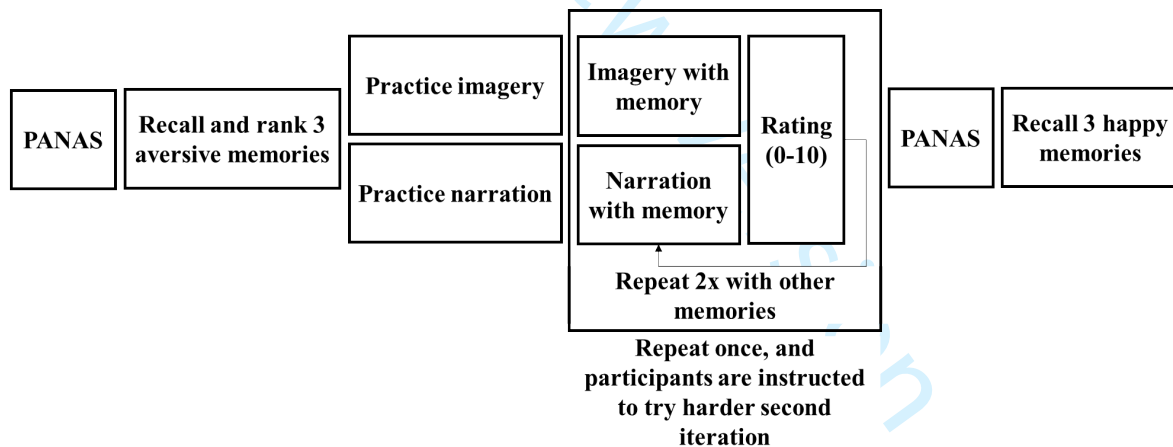 PANAS
Recall and rank 3
aversive memories
Practice imagery
Practice narration
Imagery with
memory
Narration
with memory
Rating
(0-10)
Repeat 2x with other
memories
Repeat once, and
participants are instructed
to try harder second
iteration
PANAS
Recall 3 happy
memories